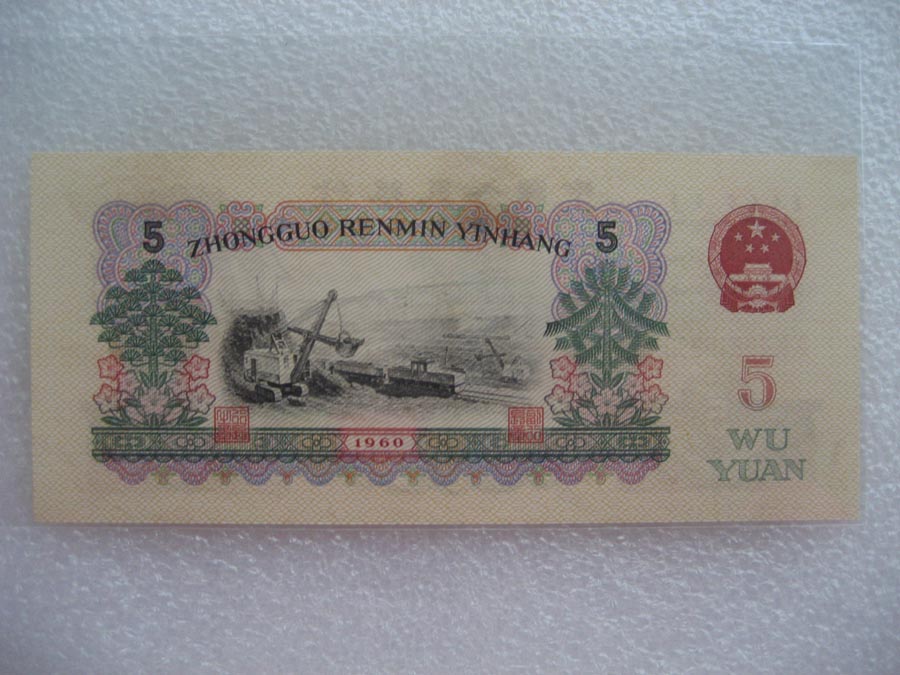 5 ZHONGGUO RENMIN YINHANG 5
1960
5
WU
YUAN